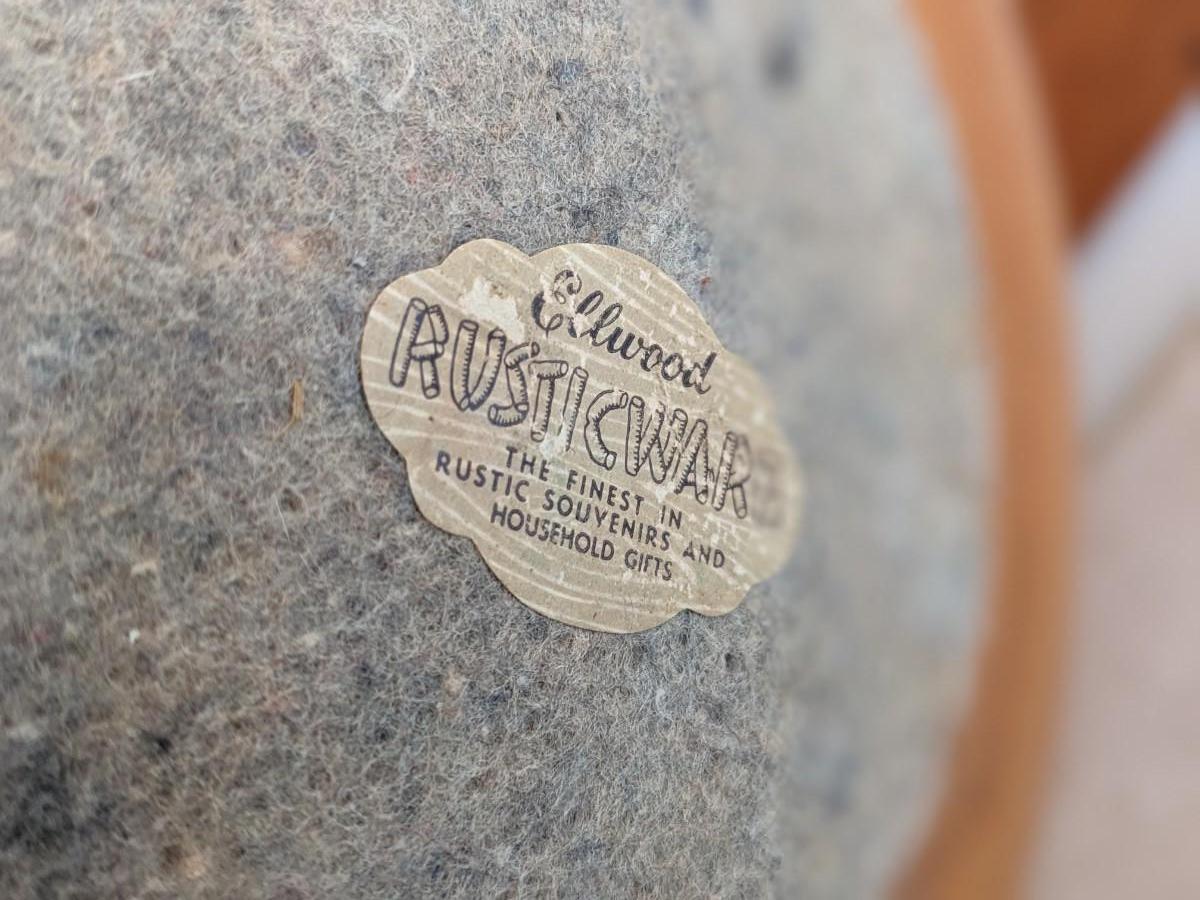 Ellwood
RUSTICWARE
THE FINEST IN
RUSTIC SOUVENIRS AND
HOUSEHOLD GIFTS